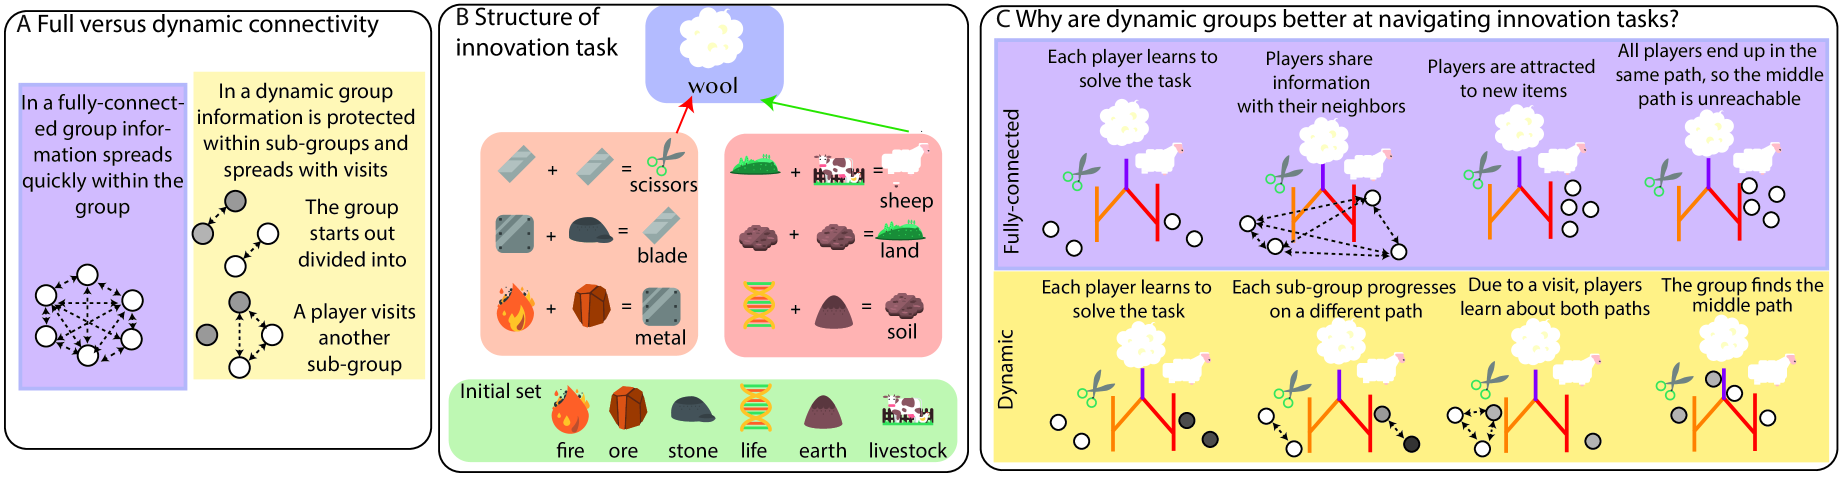 A Full versus dynamic connectivity
In a fully-connect-
ed group infor-
mation spreads
quickly within the
group
In a dynamic group
information is protected
within sub-groups and
spreads with visits
The group
starts out
divided into
A player visits
another
sub-group
B Structure of
innovation task
wool
+ = scissors
+ = blade
+ = metal
+ = sheep
+ = land
+ = soil
Initial set
fire ore stone life earth livestock
C Why are dynamic groups better at navigating innovation tasks?
Fully-connected
Each player learns to
solve the task
Players share
information
with their neighbors
Players are attracted
to new items
All players end up in the
same path, so the middle
path is unreachable
Dynamic
Each player learns to
solve the task
Each sub-group progresses
on a different path
Due to a visit, players
learn about both paths
The group finds the
middle path